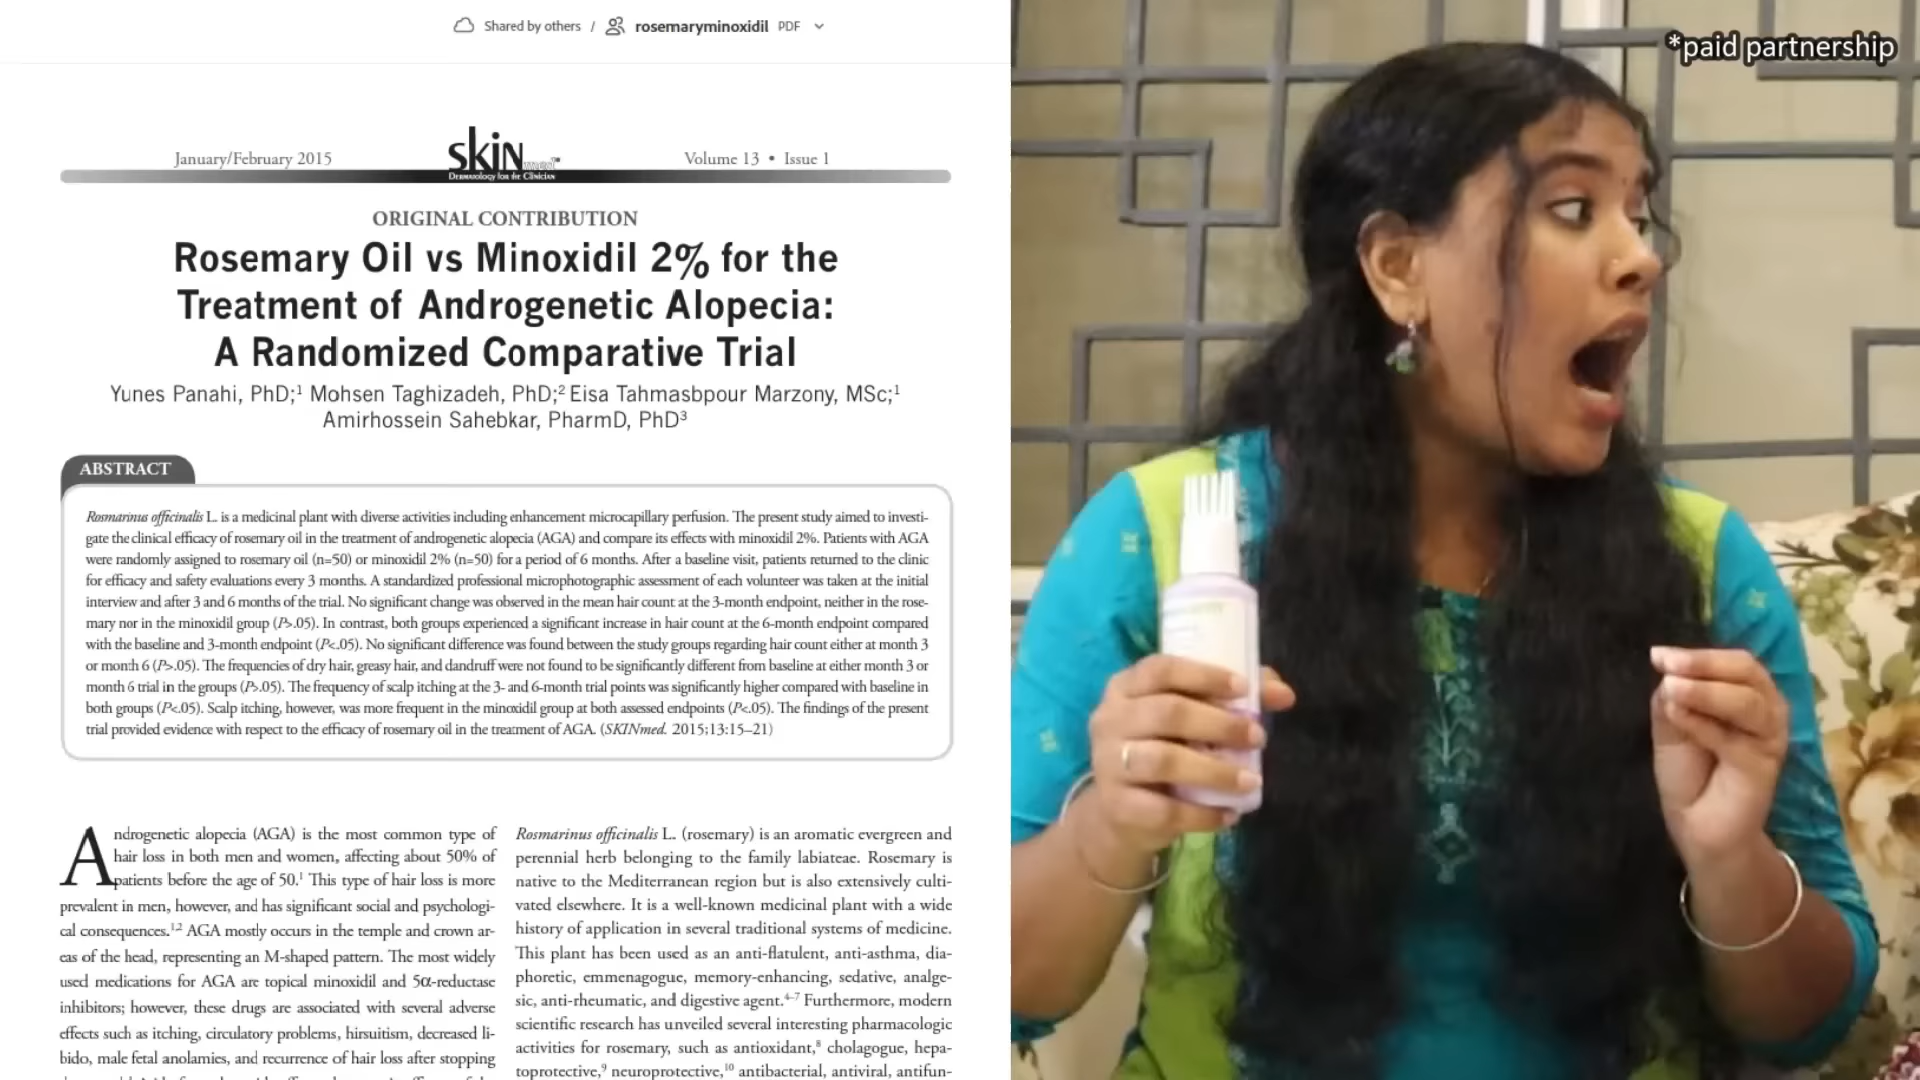 Shared by others / rosemaryminoxidil PDF
*paid partnership
January/February 2015
SKINmed
Dermatology for the Clinician
Volume 13 • Issue 1
ORIGINAL CONTRIBUTION
Rosemary Oil vs Minoxidil 2% for the
Treatment of Androgenetic Alopecia:
A Randomized Comparative Trial
Yunes Panahi, PhD;1 Mohsen Taghizadeh, PhD;2 Eisa Tahmasbpour Marzony, MSc;1
Amirhossein Sahebkar, PharmD, PhD3
ABSTRACT
Rosmarinus officinalis L. is a medicinal plant with diverse activities including enhancement microcapillary perfusion. The present study aimed to investi-
gate the clinical efficacy of rosemary oil in the treatment of androgenetic alopecia (AGA) and compare its effects with minoxidil 2%. Patients with AGA
were randomly assigned to rosemary oil (n=50) or minoxidil 2% (n=50) for a period of 6 months. After a baseline visit, patients returned to the clinic
for efficacy and safety evaluations every 3 months. A standardized professional microphotographic assessment of each volunteer was taken at the initial
interview and after 3 and 6 months of the trial. No significant change was observed in the mean hair count at the 3-month endpoint, neither in the rose-
mary nor in the minoxidil group (P>.05). In contrast, both groups experienced a significant increase in hair count at the 6-month endpoint compared
with the baseline and 3-month endpoint (P<.05). No significant difference was found between the study groups regarding hair count either at month 3
or month 6 (P>.05). The frequencies of dry hair, greasy hair, and dandruff were not found to be significantly different from baseline at either month 3 or
month 6 trial in the groups (P>.05). The frequency of scalp itching at the 3- and 6-month trial points was significantly higher compared with baseline in
both groups (P<.05). Scalp itching, however, was more frequent in the minoxidil group at both assessed endpoints (P<.05). The findings of the present
trial provided evidence with respect to the efficacy of rosemary oil in the treatment of AGA. (SKINmed. 2015;13:15–21)
Androgenetic alopecia (AGA) is the most common type of
hair loss in both men and women, affecting about 50% of
patients before the age of 50.1 This type of hair loss is more
prevalent in men, however, and has significant social and psychologi-
cal consequences.1,2 AGA mostly occurs in the temple and crown ar-
eas of the head, representing an M-shaped pattern. The most widely
used medications for AGA are topical minoxidil and 5α-reductase
inhibitors; however, these drugs are associated with several adverse
effects such as itching, circulatory problems, hirsuitism, decreased li-
bido, male fetal anolamies, and recurrence of hair loss after stopping
Rosmarinus officinalis L. (rosemary) is an aromatic evergreen and
perennial herb belonging to the family labiateae. Rosemary is
native to the Mediterranean region but is also extensively culti-
vated elsewhere. It is a well-known medicinal plant with a wide
history of application in several traditional systems of medicine.
This plant has been used as an anti-flatulent, anti-asthma, dia-
phoretic, emmenagogue, memory-enhancing, sedative, analge-
sic, anti-rheumatic, and digestive agent.4–7 Furthermore, modern
scientific research has unveiled several interesting pharmacologic
activities for rosemary, such as antioxidant,8 cholagogue, hepa-
toprotective,9 neuroprotective,10 antibacterial, antiviral, antifun-